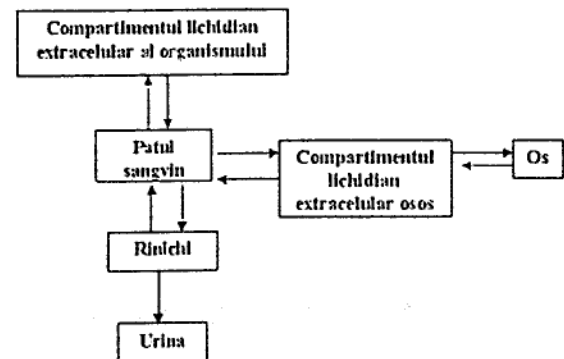 Compartimentul lichidian
extracelular al organismului
Patul
sangvin
Compartimentul
lichidian
extracelular osos
Os
Rinichi
Urina